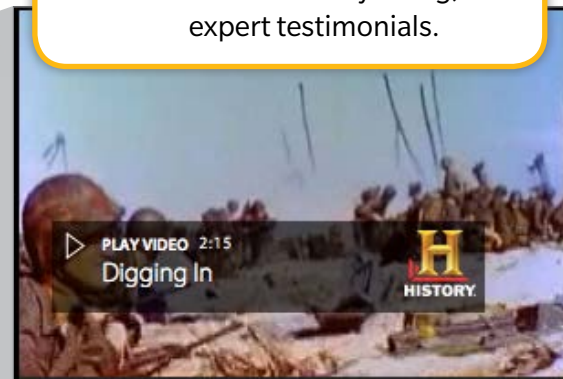 expert testimonials.
PLAY VIDEO 2:15
Digging In
H
HISTORY.